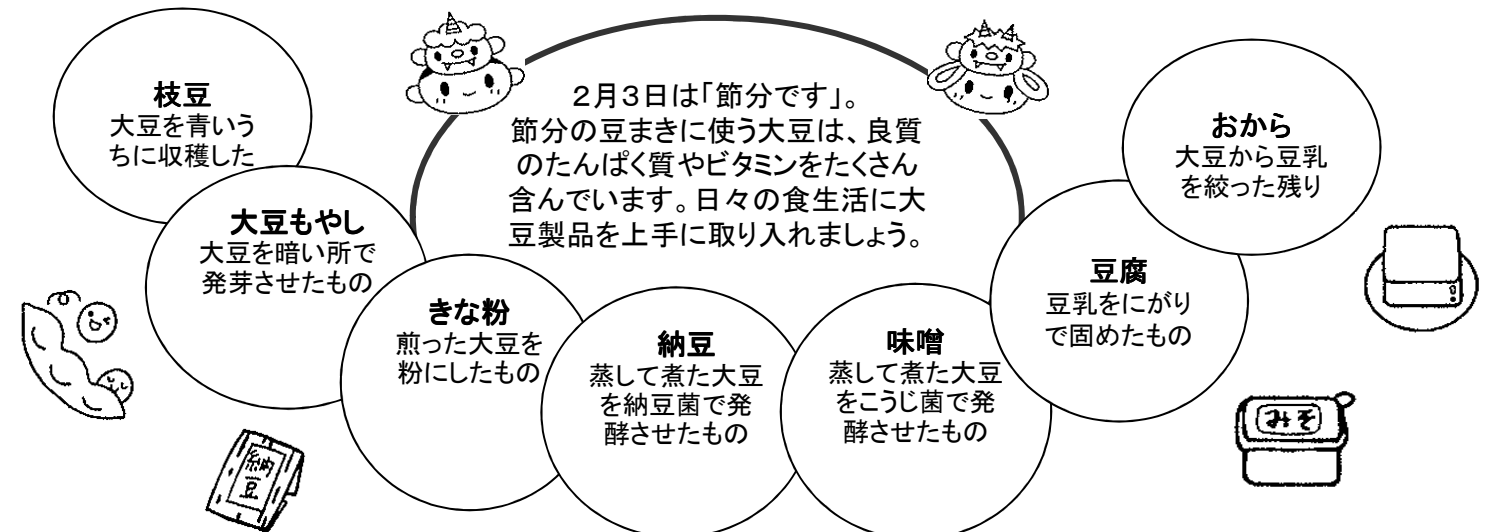 2月3日は「節分です」。
節分の豆まきに使う大豆は、良質
のたんぱく質やビタミンをたくさん
含んでいます。日々の食生活に大
豆製品を上手に取り入れましょう。
枝豆
大豆を青いう
ちに収穫した
大豆もやし
大豆を暗い所で
発芽させたもの
きな粉
煎った大豆を
粉にしたもの
納豆
蒸して煮た大豆
を納豆菌で発
酵させたもの
味噌
蒸して煮た大豆
をこうじ菌で発
酵させたもの
豆腐
豆乳をにがり
で固めたもの
おから
大豆から豆乳
を絞った残り
納豆
みそ